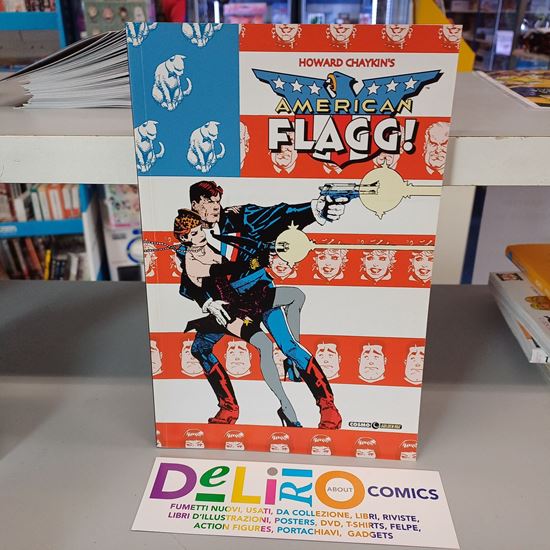 HOWARD CHAYKIN'S
AMERICAN
FLAGG!
COSMO
DELIRIO ABOUT COMICS
FUMETTI NUOVI, USATI, DA COLLEZIONE, LIBRI, RIVISTE,
LIBRI D'ILLUSTRAZIONI, POSTERS, DVD, T-SHIRTS, FELPE,
ACTION FIGURES, PORTACHIAVI, GADGETS